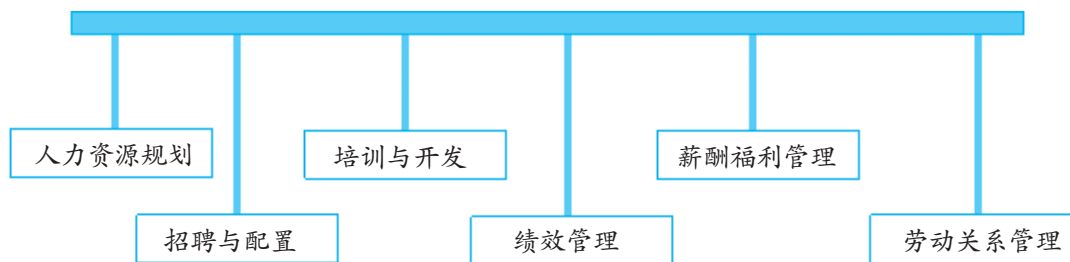 人力资源规划
培训与开发
薪酬福利管理
招聘与配置
绩效管理
劳动关系管理